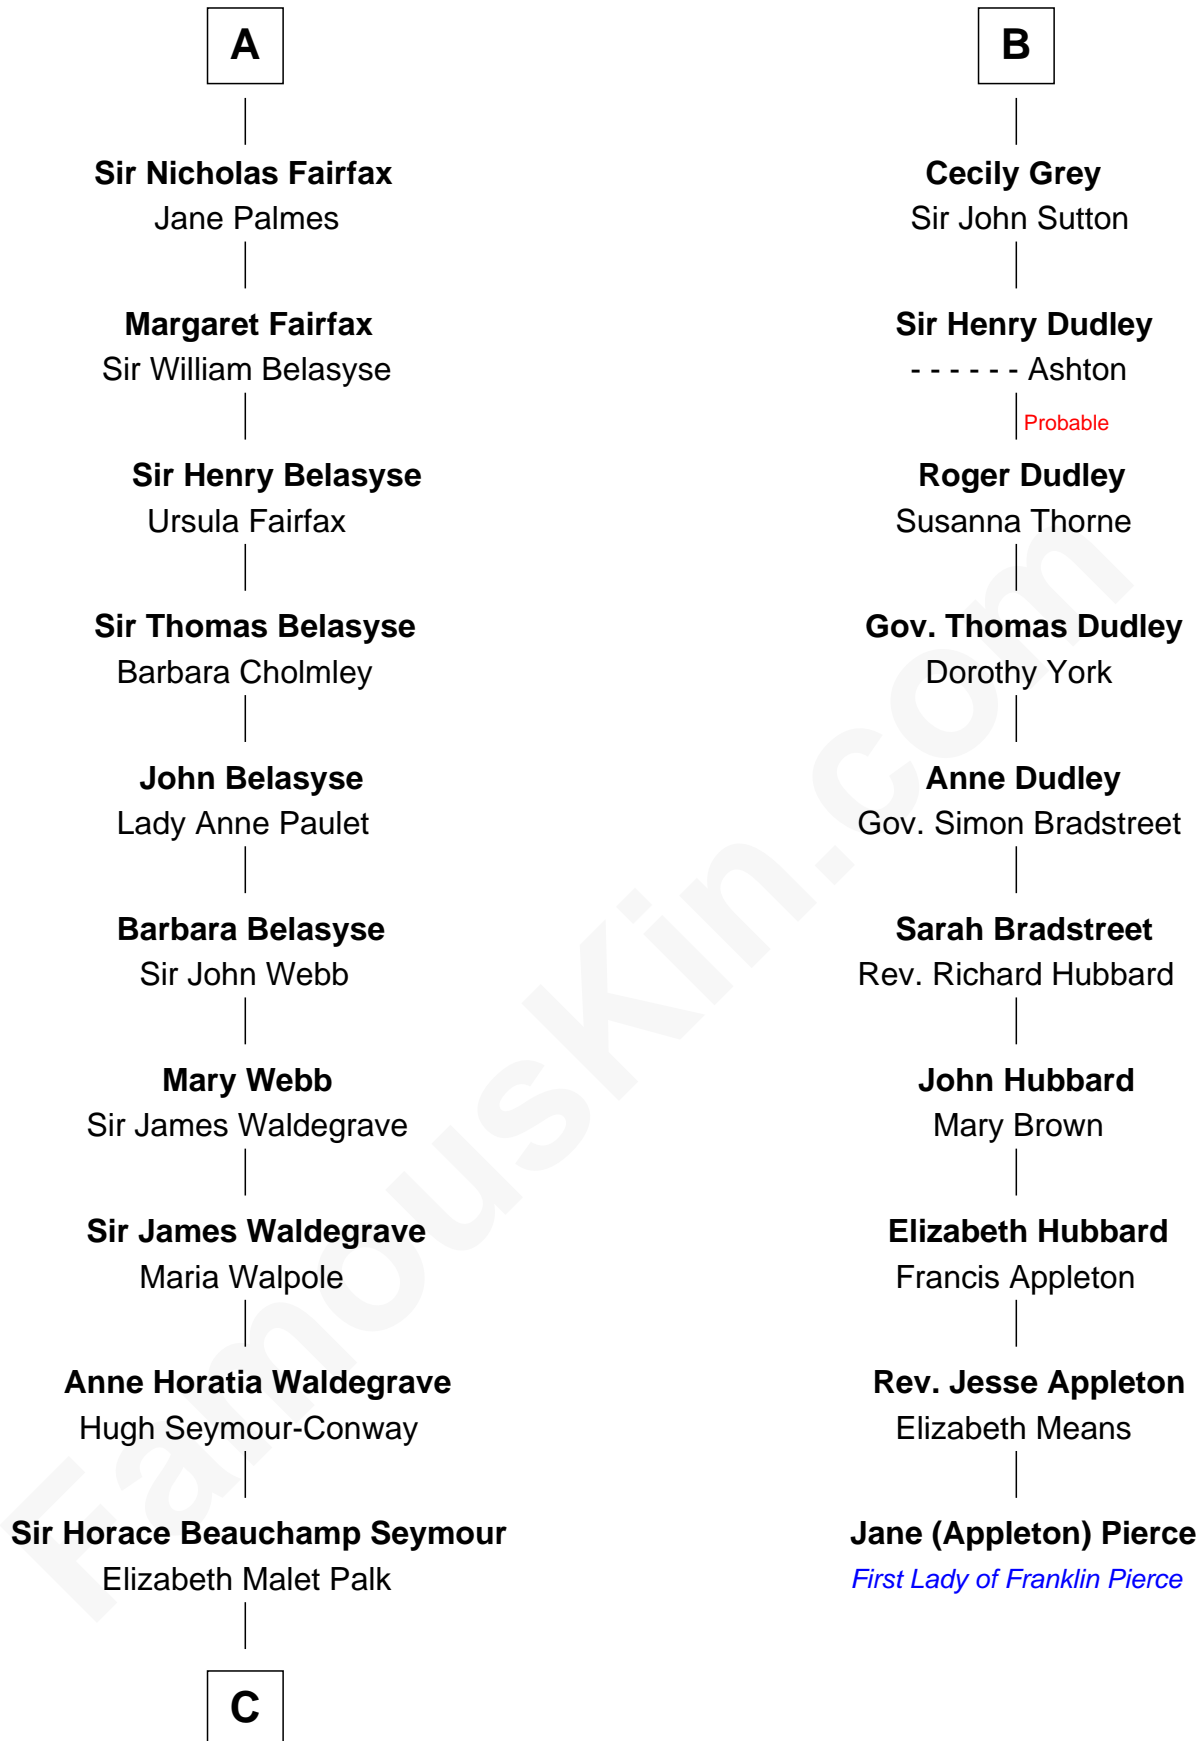 A
Sir Nicholas Fairfax
Jane Palmes
Margaret Fairfax
Sir William Belasyse
Sir Henry Belasyse
Ursula Fairfax
Sir Thomas Belasyse
Barbara Cholmley
John Belasyse
Lady Anne Paulet
Barbara Belasyse
Sir John Webb
Mary Webb
Sir James Waldegrave
Sir James Waldegrave
Maria Walpole
Anne Horatia Waldegrave
Hugh Seymour-Conway
Sir Horace Beauchamp Seymour
Elizabeth Malet Palk
C
B
Cecily Grey
Sir John Sutton
Sir Henry Dudley
- - - - - - Ashton
Probable
Roger Dudley
Susanna Thorne
Gov. Thomas Dudley
Dorothy York
Anne Dudley
Gov. Simon Bradstreet
Sarah Bradstreet
Rev. Richard Hubbard
John Hubbard
Mary Brown
Elizabeth Hubbard
Francis Appleton
Rev. Jesse Appleton
Elizabeth Means
Jane (Appleton) Pierce
First Lady of Franklin Pierce
FamousKin.com